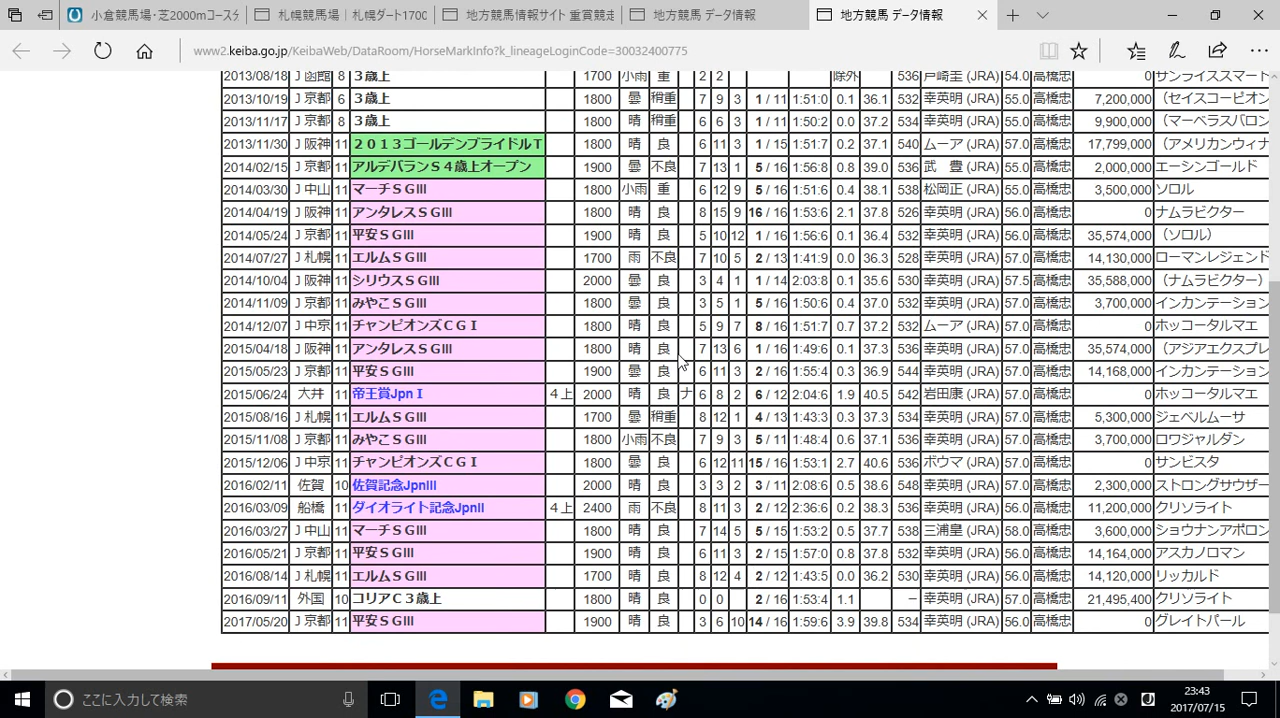 小倉競馬場・芝2000mコース分
札幌競馬場｜札幌ダート1700
地方競馬情報サイト 重賞競走
地方競馬 データ情報
地方競馬 データ情報
www2.keiba.go.jp/KeibaWeb/DataRoom/HorseMarkInfo?k_lineageLoginCode=30032400775
2013/08/18 Ｊ函館 8 ３歳上 1700 小雨 重 2 2 除外 536 戸崎圭 (JRA) 54.0 高橋忠 0 サンライズスマート
2013/10/19 Ｊ京都 6 ３歳上 1800 曇 稍重 7 9 3 1 / 11 1:51:0 0.1 36.1 532 幸英明 (JRA) 55.0 高橋忠 7,200,000 （セイスコーピオン
2013/11/17 Ｊ京都 8 ３歳上 1800 晴 稍重 6 6 3 1 / 11 1:50:2 0.0 37.2 534 幸英明 (JRA) 55.0 高橋忠 9,900,000 （マーベラスバロン
2013/11/30 Ｊ阪神 11 ２０１３ゴールデンブライドルＴ 1800 晴 良 6 11 3 1 / 15 1:51:7 0.2 37.1 540 ムーア (JRA) 57.0 高橋忠 17,799,000 （アメリカンウィナ
2014/02/15 Ｊ京都 11 アルデバランＳ４歳上オープン 1900 曇 不良 7 13 1 5 / 16 1:56:8 0.8 39.0 武　豊 (JRA) 55.0 高橋忠 2,000,000 エーシンゴールド
2014/03/30 Ｊ中山 11 マーチＳGⅢ 1800 小雨 重 6 12 9 5 / 16 1:51:6 0.4 38.1 538 松岡正 (JRA) 55.0 高橋忠 3,500,000 ソロル
2014/04/19 Ｊ阪神 11 アンタレスＳGⅢ 1800 晴 良 8 15 9 16 / 16 1:53:6 2.1 37.8 526 幸英明 (JRA) 56.0 高橋忠 0 ナムラビクター
2014/05/24 Ｊ京都 11 平安ＳGⅢ 1900 晴 良 5 10 12 1 / 16 1:56:6 0.1 36.4 532 幸英明 (JRA) 56.0 高橋忠 35,574,000 （ソロル）
2014/07/27 Ｊ札幌 11 エルムＳGⅢ 1700 雨 不良 7 10 5 2 / 13 1:41:9 0.0 36.3 528 幸英明 (JRA) 57.0 高橋忠 14,130,000 ローマンレジェンド
2014/10/04 Ｊ阪神 11 シリウスＳGⅢ 2000 曇 良 3 4 1 1 / 14 2:03:8 0.1 35.6 530 幸英明 (JRA) 57.5 高橋忠 35,588,000 （ナムラビクター）
2014/11/09 Ｊ京都 11 みやこＳGⅢ 1800 曇 良 3 5 1 5 / 16 1:50:6 0.4 37.0 532 幸英明 (JRA) 57.0 高橋忠 3,700,000 インカンテーション
2014/12/07 Ｊ中京 11 チャンピオンズＣGⅠ 1800 晴 良 5 9 7 8 / 16 1:51:7 0.7 37.2 532 ムーア (JRA) 57.0 高橋忠 0 ホッコータルマエ
2015/04/18 Ｊ阪神 11 アンタレスＳGⅢ 1800 晴 良 7 13 6 1 / 16 1:49:6 0.1 37.3 536 幸英明 (JRA) 57.0 高橋忠 35,574,000 （アジアエクスプレ
2015/05/23 Ｊ京都 11 平安ＳGⅢ 1900 曇 良 6 11 3 2 / 16 1:55:4 0.3 36.9 544 幸英明 (JRA) 57.0 高橋忠 14,168,000 インカンテーション
2015/06/24 大井 11 帝王賞JpnⅠ ４上 2000 晴 良 ナ 6 8 2 6 / 12 2:04:6 1.9 40.5 542 岩田康 (JRA) 57.0 高橋忠 0 ホッコータルマエ
2015/08/16 Ｊ札幌 11 エルムＳGⅢ 1700 曇 稍重 8 12 1 4 / 13 1:43:3 0.3 37.3 534 幸英明 (JRA) 57.0 高橋忠 5,300,000 ジェベルムーサ
2015/11/08 Ｊ京都 11 みやこＳGⅢ 1800 小雨 不良 7 9 3 5 / 11 1:48:4 0.6 37.1 536 幸英明 (JRA) 57.0 高橋忠 3,700,000 ロワジャルダン
2015/12/06 Ｊ中京 11 チャンピオンズＣGⅠ 1800 曇 良 6 12 11 15 / 16 1:53:1 2.7 40.6 536 ボウマ (JRA) 57.0 高橋忠 0 サンビスタ
2016/02/11 佐賀 10 佐賀記念JpnⅢ 2000 晴 良 3 3 2 3 / 11 2:08:6 0.5 38.6 548 幸英明 (JRA) 57.0 高橋忠 2,300,000 ストロングサウザー
2016/03/09 船橋 11 ダイオライト記念JpnⅡ ４上 2400 雨 不良 8 11 3 2 / 12 2:36:6 0.2 38.3 536 幸英明 (JRA) 56.0 高橋忠 11,200,000 クリソライト
2016/03/27 Ｊ中山 11 マーチＳGⅢ 1800 晴 良 7 14 5 5 / 15 1:53:2 0.5 37.7 538 三浦皇 (JRA) 58.0 高橋忠 3,600,000 ショウナンアポロン
2016/05/21 Ｊ京都 11 平安ＳGⅢ 1900 晴 良 6 11 3 2 / 15 1:57:0 0.8 37.8 532 幸英明 (JRA) 56.0 高橋忠 14,164,000 アスカノロマン
2016/08/14 Ｊ札幌 11 エルムＳGⅢ 1700 晴 良 8 12 4 2 / 12 1:43:5 0.0 36.2 530 幸英明 (JRA) 56.0 高橋忠 14,120,000 リッカルド
2016/09/11 外国 10 コリアＣ３歳上 1800 晴 良 0 0 2 / 16 1:53:4 1.1 － 幸英明 (JRA) 57.0 高橋忠 21,495,400 クリソライト
2017/05/20 Ｊ京都 11 平安ＳGⅢ 1900 晴 良 3 6 10 14 / 16 1:59:6 3.9 39.8 534 幸英明 (JRA) 56.0 高橋忠 0 グレイトパール
ここに入力して検索
23:43
2017/07/15